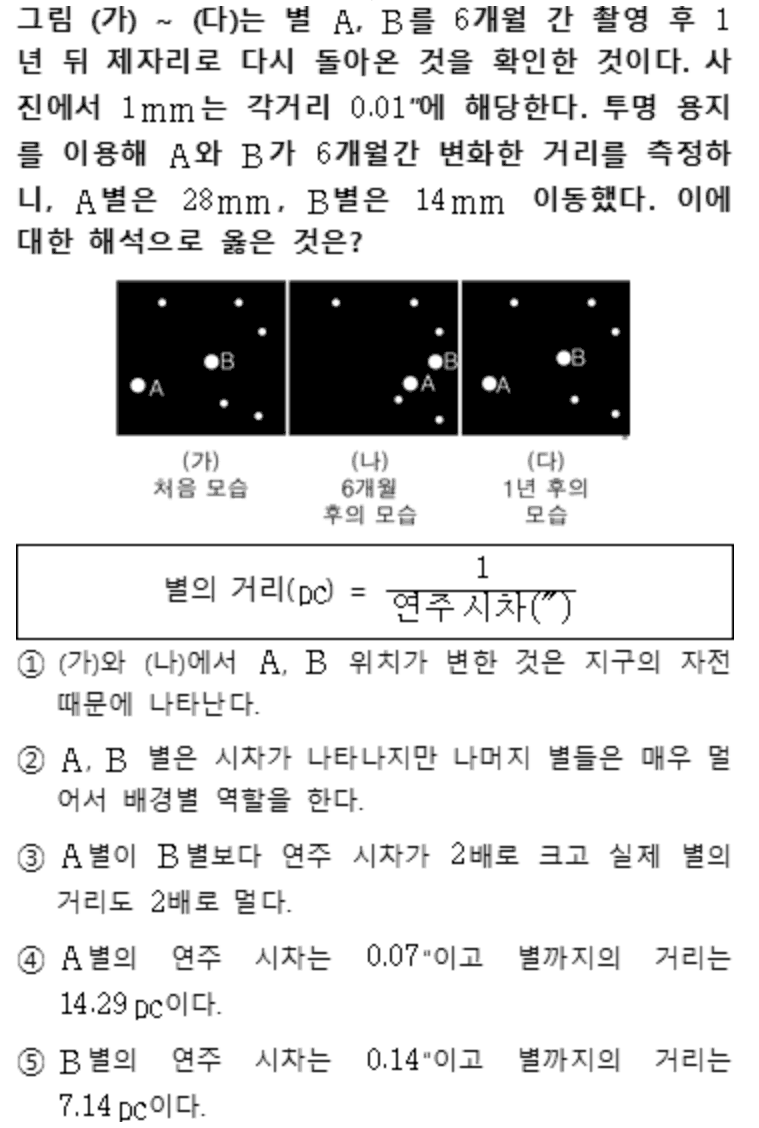 그림 (가) ~ (다)는 별 A, B를 6개월 간 촬영 후 1
년 뒤 제자리로 다시 돌아온 것을 확인한 것이다. 사
진에서 1mm는 각거리 0.01″에 해당한다. 투명 용지
를 이용해 A와 B가 6개월간 변화한 거리를 측정하
니, A별은 28mm, B별은 14mm 이동했다. 이에
대한 해석으로 옳은 것은?
A B
A B
A B
(가)
처음 모습
(나)
6개월
후의 모습
(다)
1년 후의
모습
별의 거리(pc) = 1
연주 시차(″)
① (가)와 (나)에서 A, B 위치가 변한 것은 지구의 자전
때문에 나타난다.
② A, B 별은 시차가 나타나지만 나머지 별들은 매우 멀
어서 배경별 역할을 한다.
③ A별이 B별보다 연주 시차가 2배로 크고 실제 별의
거리도 2배로 멀다.
④ A별의 연주 시차는 0.07"이고 별까지의 거리는
14.29 pc이다.
⑤ B별의 연주 시차는 0.14"이고 별까지의 거리는
7.14 pc이다.